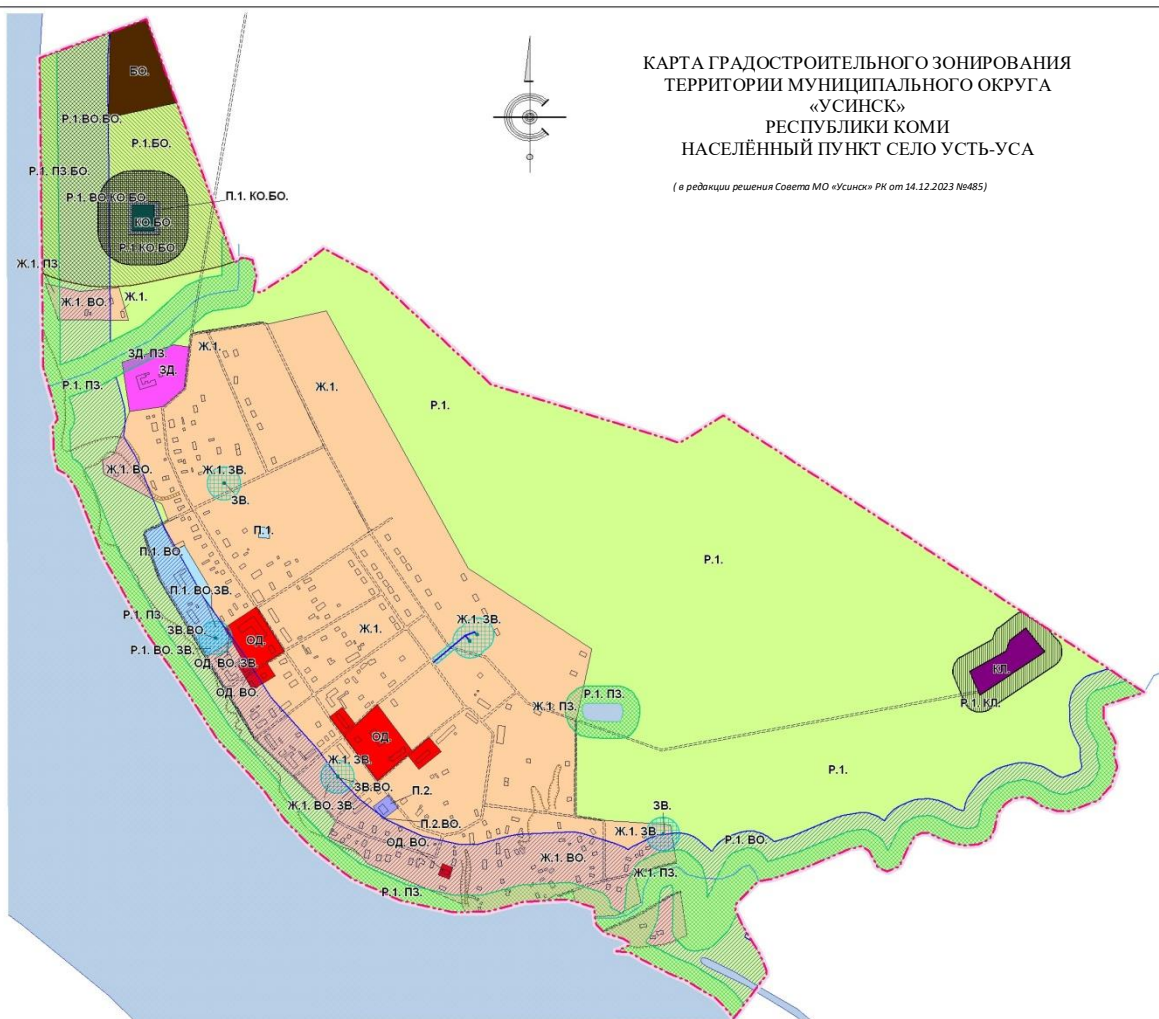 КАРТА ГРАДОСТРОИТЕЛЬНОГО ЗОНИРОВАНИЯ
ТЕРРИТОРИИ МУНИЦИПАЛЬНОГО ОКРУГА
«УСИНСК»
РЕСПУБЛИКИ КОМИ
НАСЕЛЁННЫЙ ПУНКТ СЕЛО УСТЬ-УСА
( в редакции решения Совета МО «Усинск» РК от 14.12.2023 №485)
БО.
Р.1.ВО.БО.
Р.1.БО.
Р.1. ПЗ.БО.
Р.1. ВО.КО.БО.
П.1. КО.БО.
КО.БО.
Р.1.КО.БО.
Ж.1. ПЗ.
Ж.1. ВО.
Ж.1.
ЗД. ПЗ.
Ж.1.
ЗД.
Р.1. ПЗ.
Ж.1.
Р.1.
Ж.1. ВО.
Ж.1. ЗВ.
ЗВ.
П.1.
П.1. ВО.
Р.1.
П.1. ВО.ЗВ.
Р.1. ПЗ.
Ж.1. ЗВ.
ЗВ.ВО.
Ж.1.
ОД.
Р.1. ВО. ЗВ.
ОД. ВО.ЗВ.
КЛ.
ОД. ВО.
Р.1. ПЗ.
Ж.1. ПЗ.
Р.1. КЛ.
ОД.
Ж.1. ЗВ.
Р.1.
ЗВ.ВО.
П.2.
Ж.1. ВО. ЗВ.
ЗВ.
П.2.ВО.
Ж.1. ЗВ.
ОД. ВО.
Р.1. ВО.
Ж.1. ВО.
Ж.1. ПЗ.
Р.1. ПЗ.